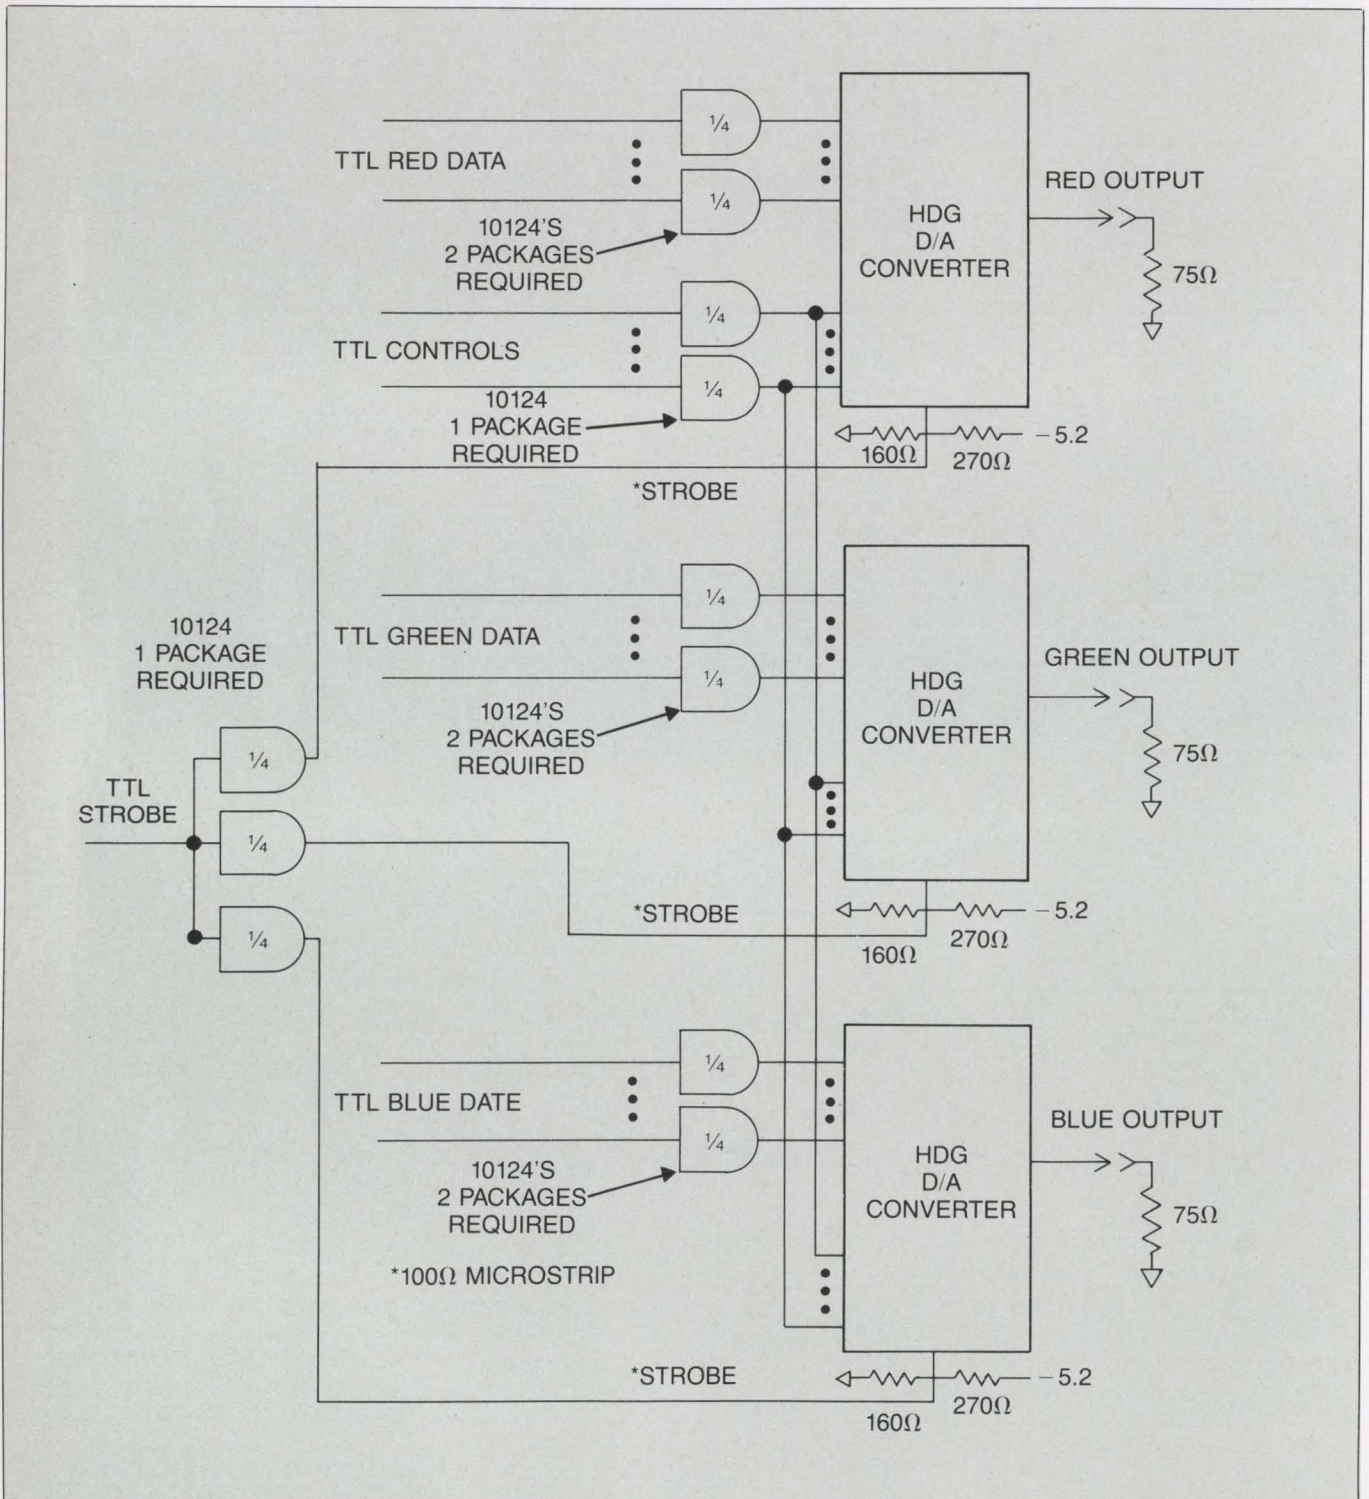 1/4
TTL RED DATA
1/4
10124'S
2 PACKAGES
REQUIRED
HDG
D/A
CONVERTER
RED OUTPUT
75Ω
1/4
TTL CONTROLS
1/4
10124
1 PACKAGE
REQUIRED
160Ω
270Ω
-5.2
*STROBE
1/4
TTL GREEN DATA
1/4
10124'S
2 PACKAGES
REQUIRED
HDG
D/A
CONVERTER
GREEN OUTPUT
75Ω
10124
1 PACKAGE
REQUIRED
TTL
STROBE
1/4
1/4
1/4
*STROBE
160Ω
270Ω
-5.2
1/4
TTL BLUE DATE
1/4
10124'S
2 PACKAGES
REQUIRED
*100Ω MICROSTRIP
HDG
D/A
CONVERTER
BLUE OUTPUT
75Ω
*STROBE
160Ω
270Ω
-5.2